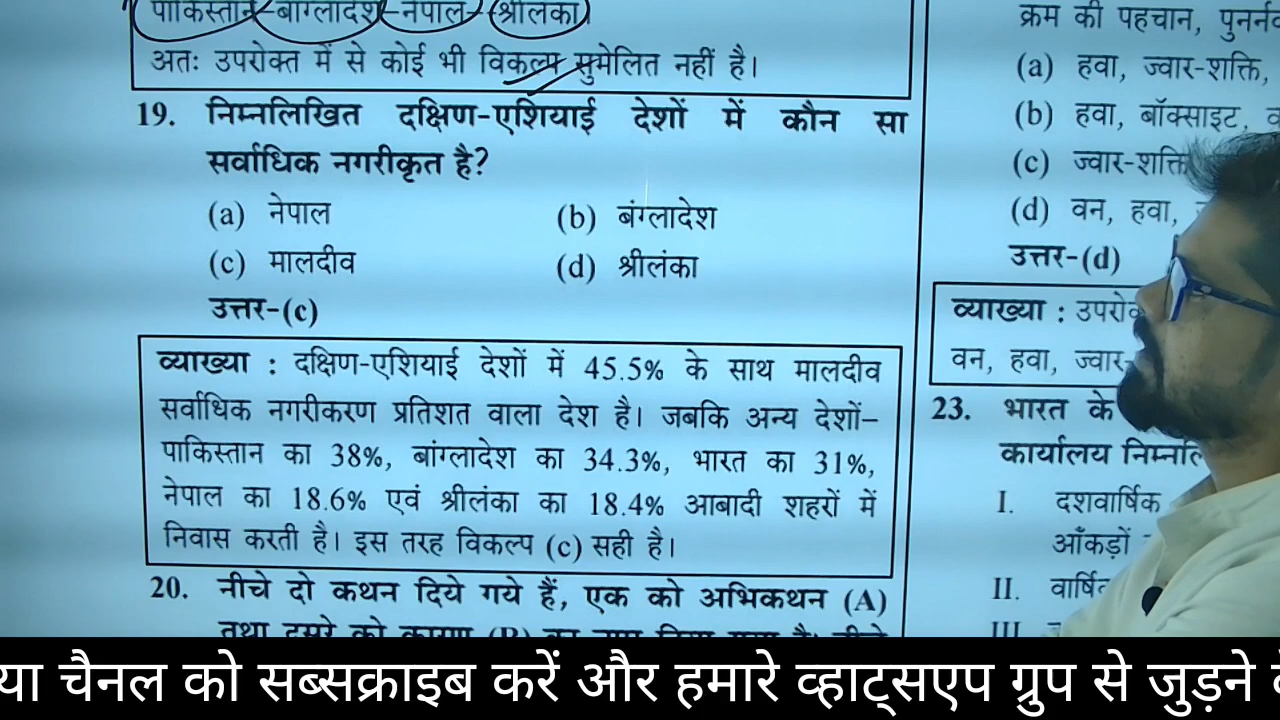 पाकिस्तान-बांग्लादेश-नेपाल-श्रीलंका
अतः उपरोक्त में से कोई भी विकल्प सुमेलित नहीं है।
19. निम्नलिखित दक्षिण-एशियाई देशों में कौन सा
सर्वाधिक नगरीकृत है?
(a) नेपाल (b) बंग्लादेश
(c) मालदीव (d) श्रीलंका
उत्तर-(c)
व्याख्या : दक्षिण-एशियाई देशों में 45.5% के साथ मालदीव
सर्वाधिक नगरीकरण प्रतिशत वाला देश है। जबकि अन्य देशों–
पाकिस्तान का 38%, बांग्लादेश का 34.3%, भारत का 31%,
नेपाल का 18.6% एवं श्रीलंका का 18.4% आबादी शहरों में
निवास करती है। इस तरह विकल्प (c) सही है।
20. नीचे दो कथन दिये गये हैं, एक को अभिकथन (A)
क्रम की पहचान,
(a) हवा, ज्वार-शक्ति,
(b) हवा, बॉक्साइट,
(c) ज्वार-शक्ति
(d) वन, हवा,
उत्तर-(d)
व्याख्या :
वन, हवा, ज्वार-
23. भारत के
कार्यालय
I. दशवार्षिक
आँकड़ों
II.
III.
या चैनल को सब्सक्राइब करें और हमारे व्हाट्सएप ग्रुप से जुड़ने